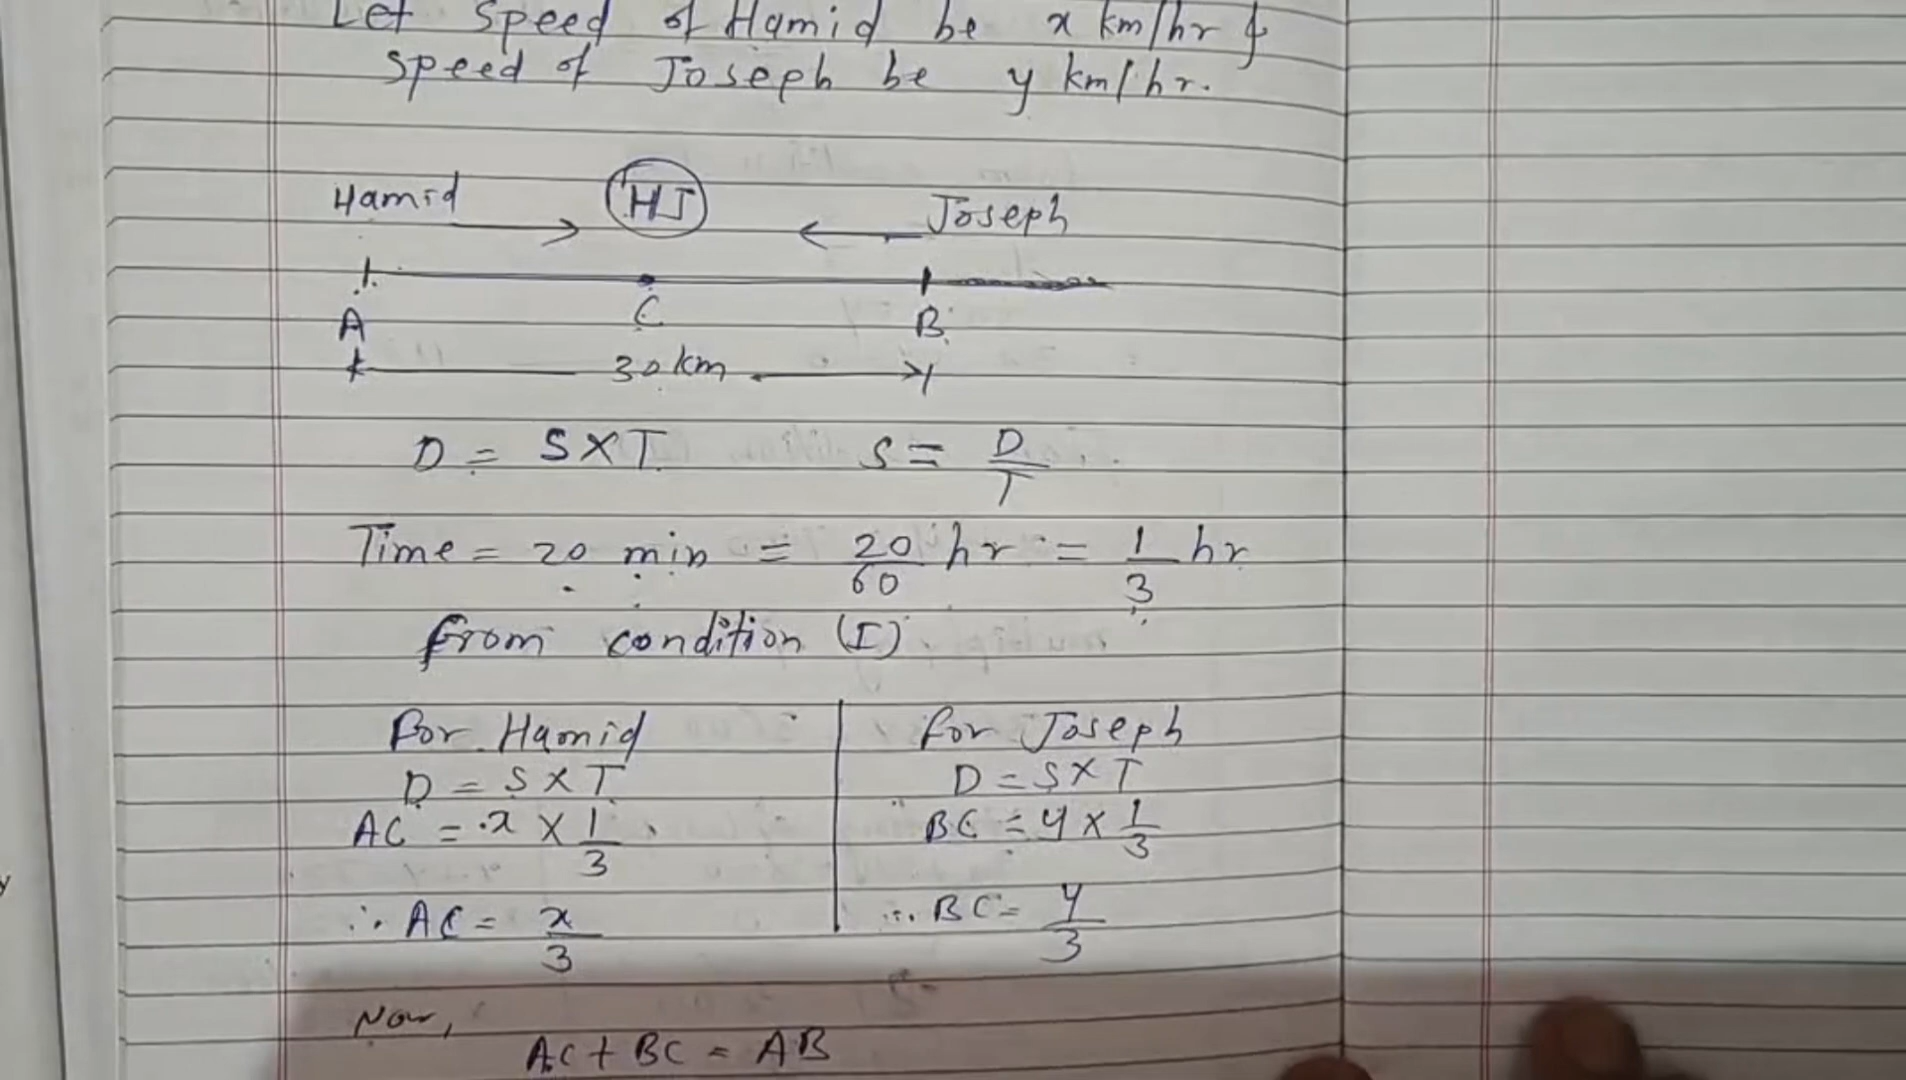 Let speed of Hamid be x km/hr &
speed of Joseph be y km/hr.
Hamid HJ Joseph
A C B
30 km
D = S×T S = D/T
Time = 20 min = 20/60 hr = 1/3 hr
from condition (I)
For Hamid for Joseph
D = S×T D = S×T
AC = x × 1/3 BC = y × 1/3
∴ AC = x/3 ∴ BC = y/3
Now,
AC + BC = AB